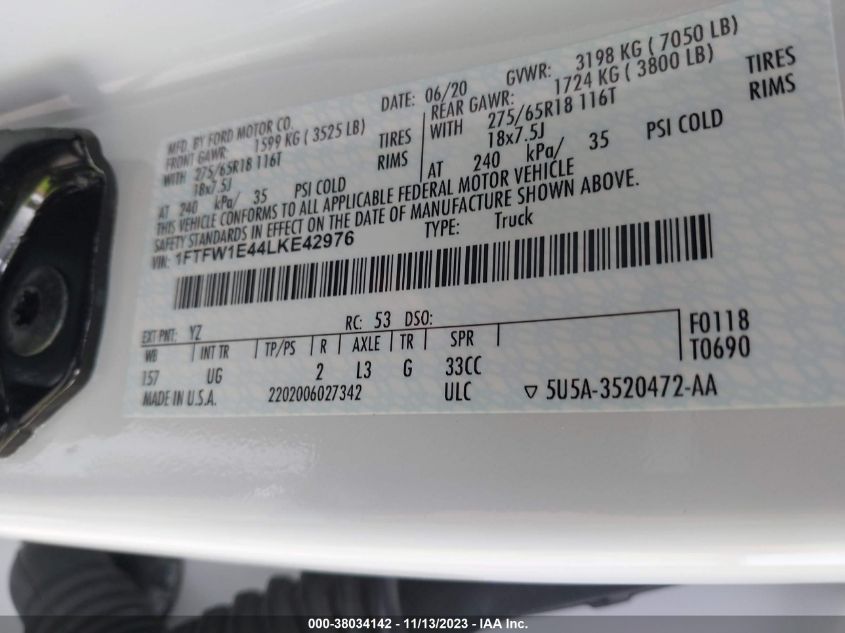 MFD. BY FORD MOTOR CO.
DATE: 06/20 GVWR: 3198 KG ( 7050 LB)
FRONT GAWR: 1599 KG ( 3525 LB)
REAR GAWR: 1724 KG ( 3800 LB)
WITH 275/65R18 116T TIRES
WITH 275/65R18 116T TIRES
18x7.5J RIMS
18x7.5J RIMS
AT 240 kPa/ 35 PSI COLD
AT 240 kPa/ 35 PSI COLD
THIS VEHICLE CONFORMS TO ALL APPLICABLE FEDERAL MOTOR VEHICLE
SAFETY STANDARDS IN EFFECT ON THE DATE OF MANUFACTURE SHOWN ABOVE.
VIN: 1FTFW1E44LKE42976 TYPE: Truck
EXT PNT: YZ RC: 53 DSO: F0118
WB INT TR TP/PS R AXLE TR SPR T0690
157 UG 2 L3 G 33CC
MADE IN U.S.A. 2202006027342 ULC ▽ 5U5A-3520472-AA
000-38034142 - 11/13/2023 - IAA Inc.